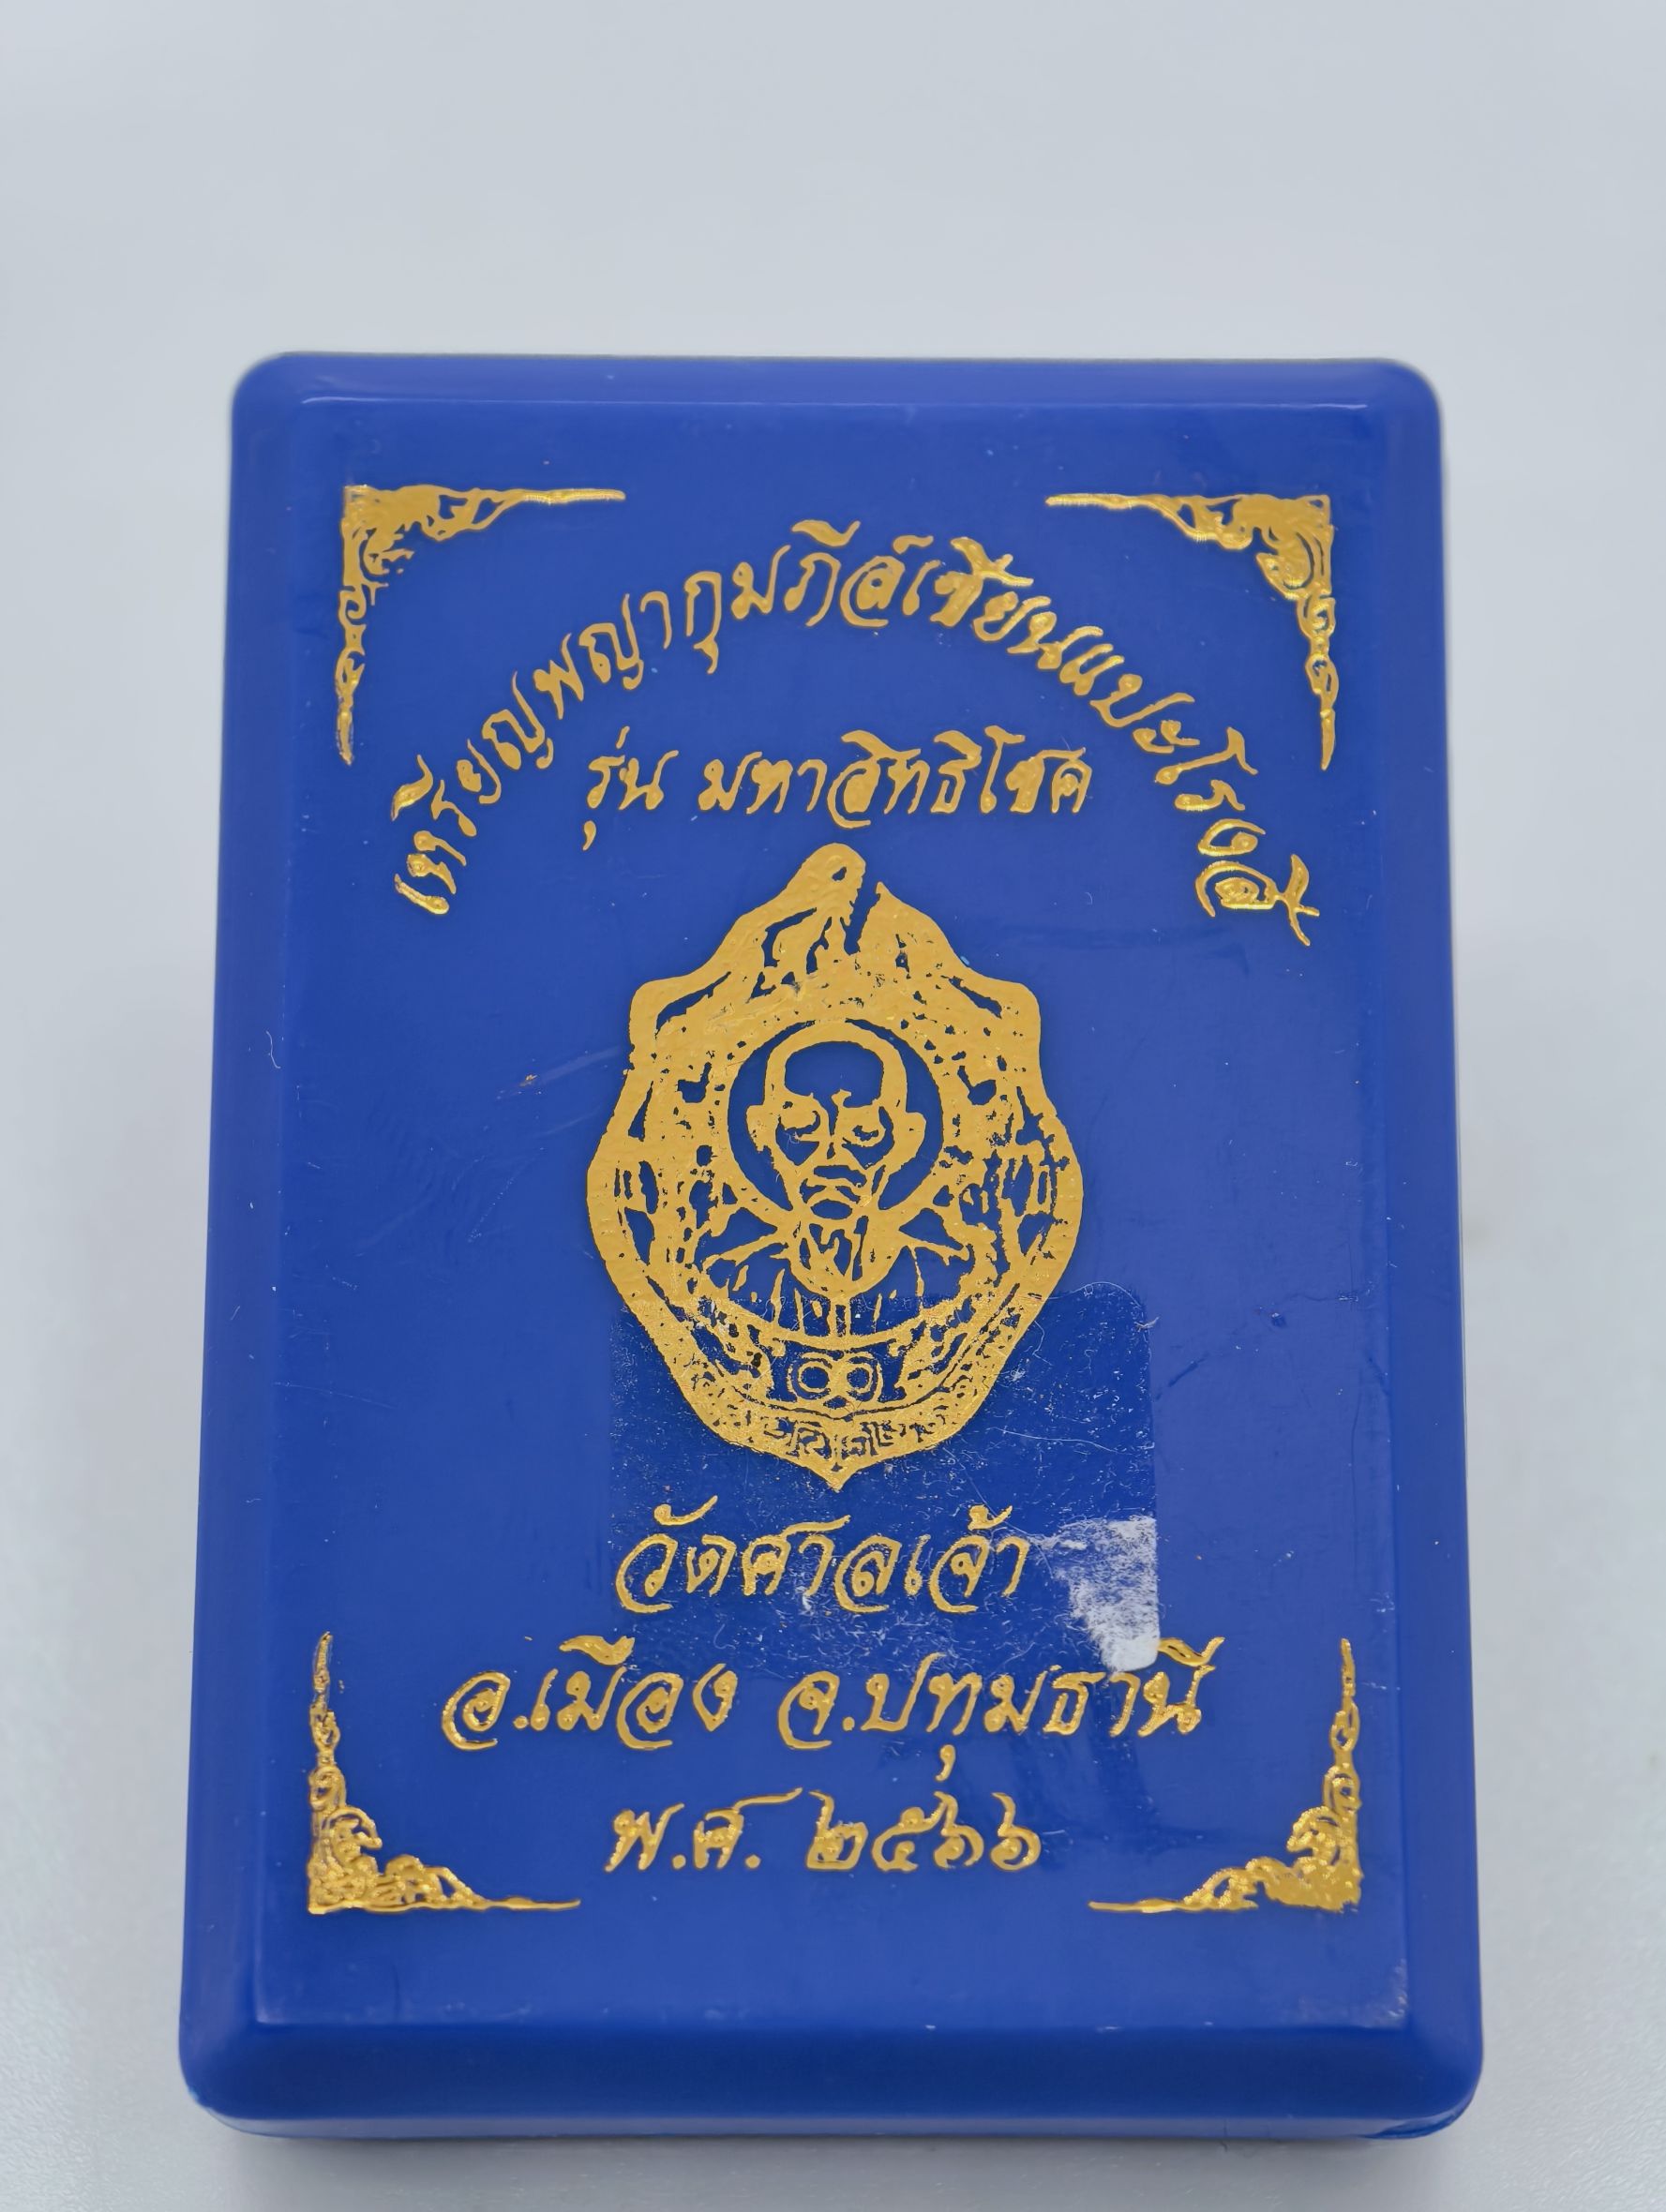 เหรียญพญากุมภีล์เซียนแปะโรงสี
รุ่น มหาสิทธิโชค
วัดศาลเจ้า
อ.เมือง จ.ปทุมธานี
พ.ศ. ๒๕๖๖